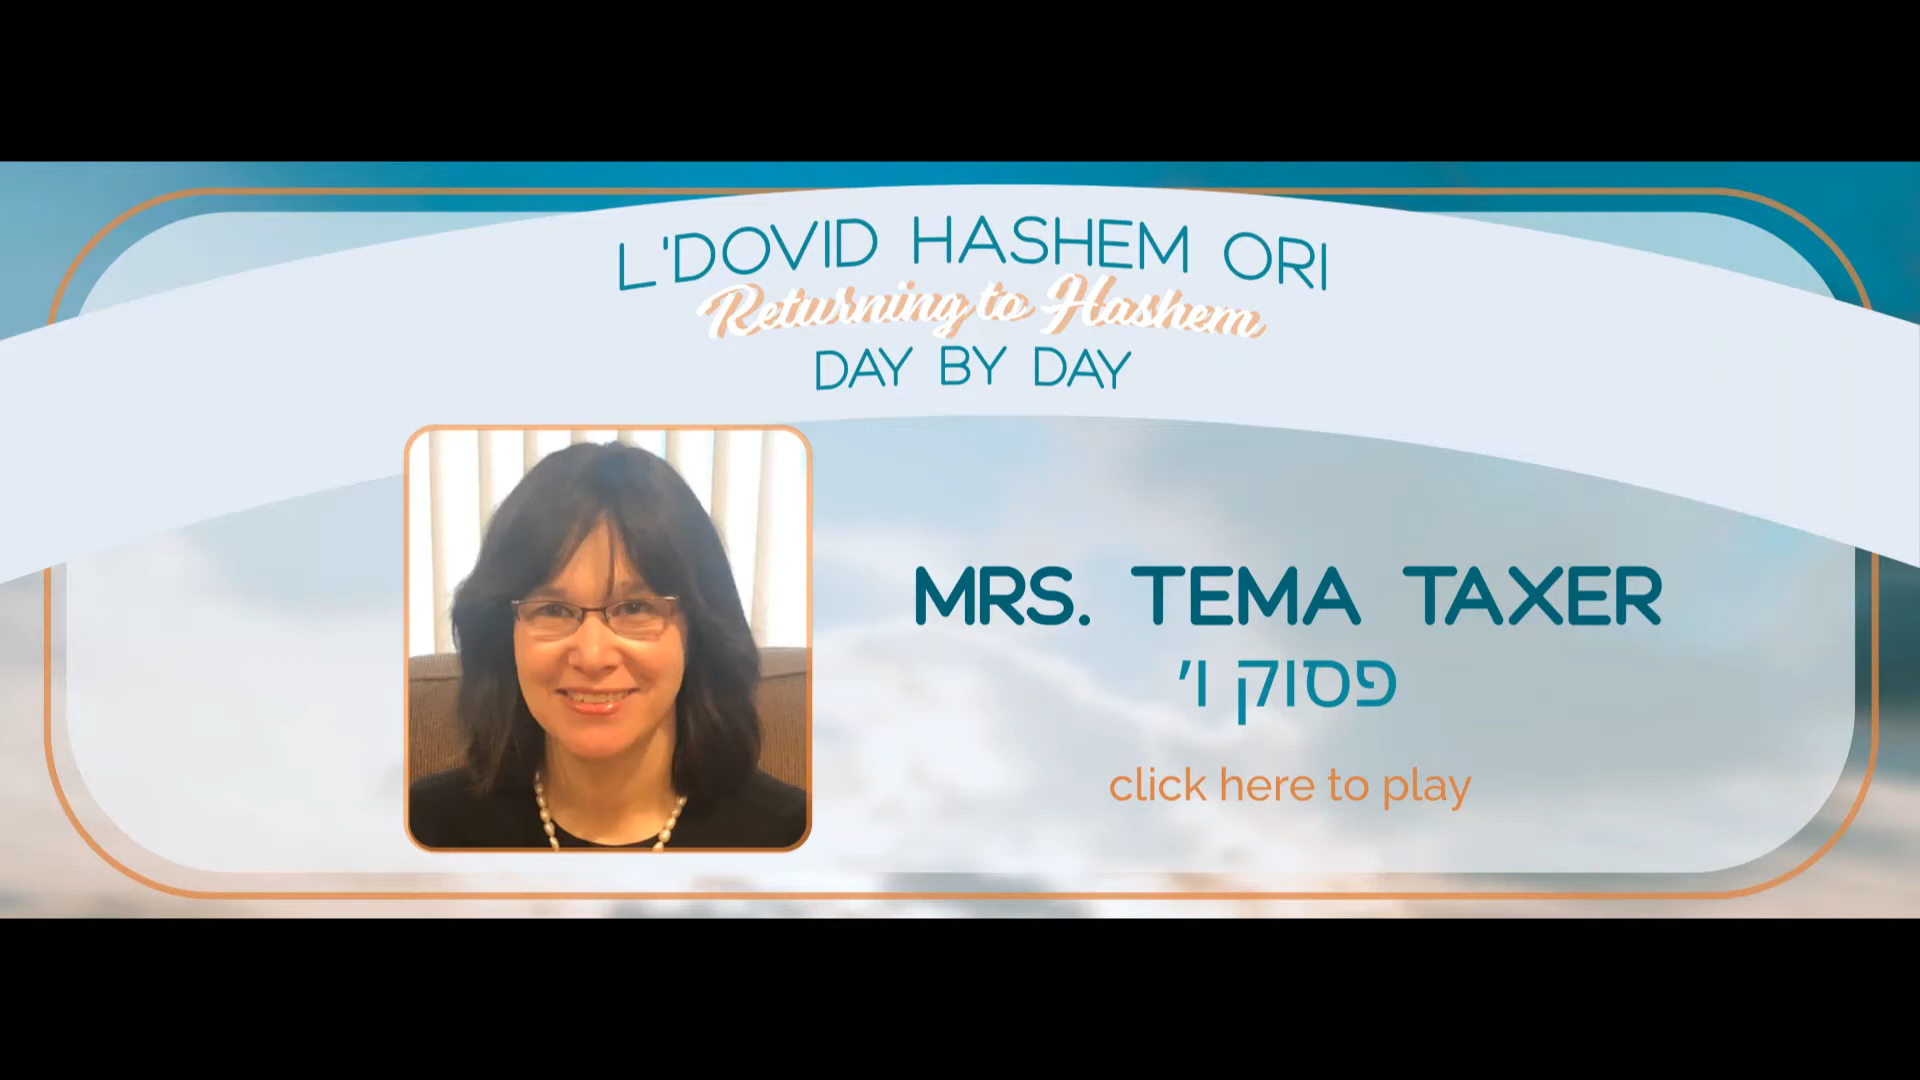 L'DOVID HASHEM ORI
Returning to Hashem
DAY BY DAY
MRS. TEMA TAXER
פסוק ו׳
click here to play